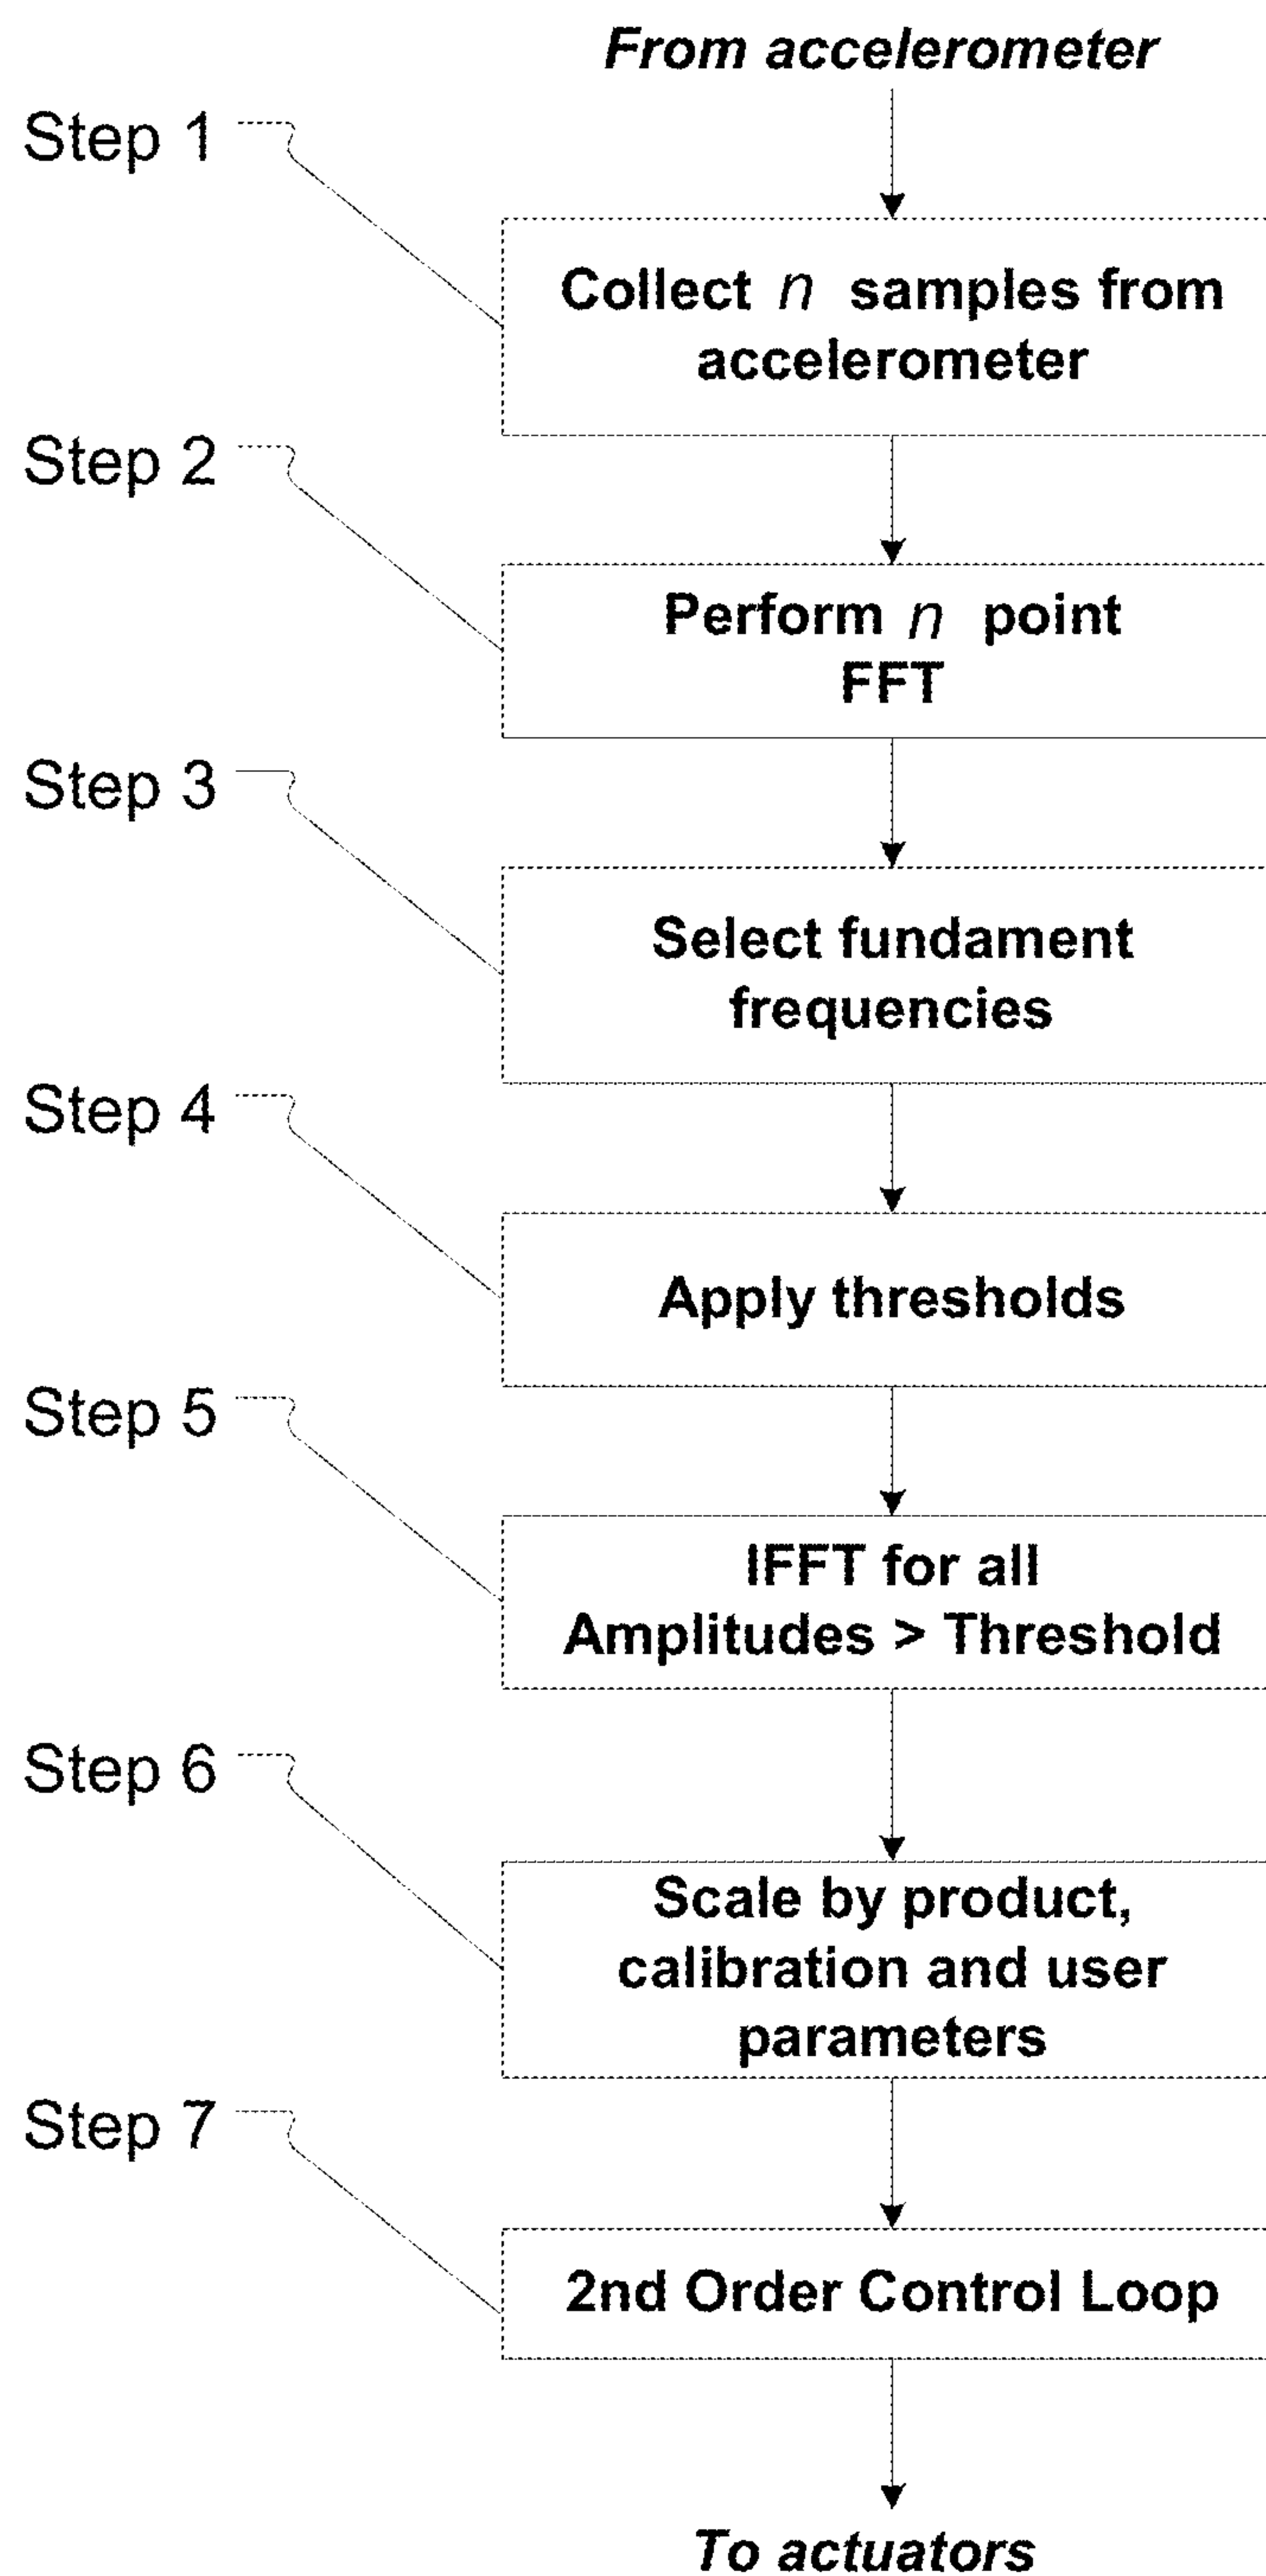 From accelerometer
Step 1
Collect n samples from
accelerometer
Step 2
Perform n point
FFT
Step 3
Select fundament
frequencies
Step 4
Apply thresholds
Step 5
IFFT for all
Amplitudes > Threshold
Step 6
Scale by product,
calibration and user
parameters
Step 7
2nd Order Control Loop
To actuators